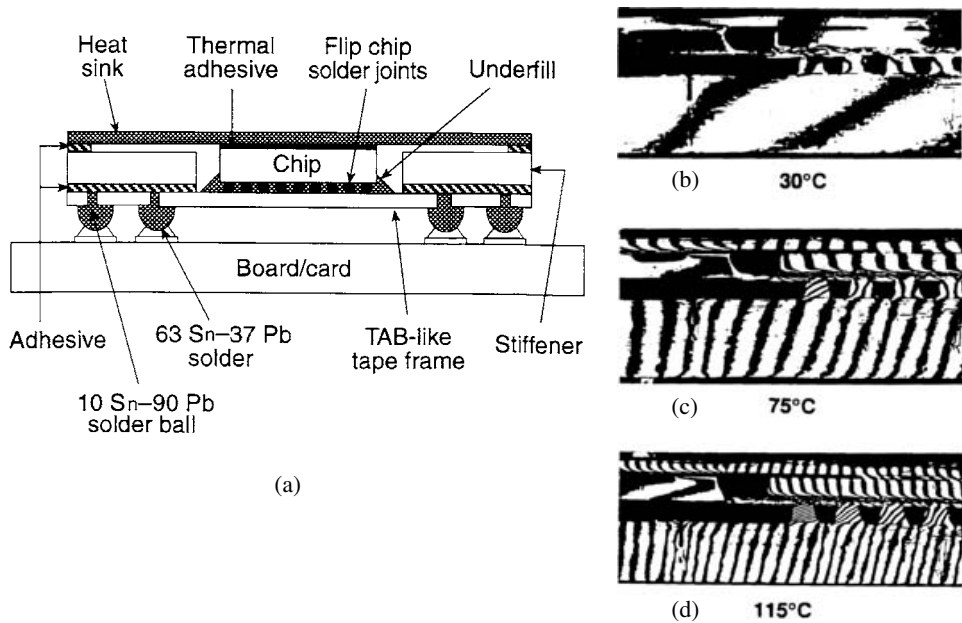 Heat
sink
Thermal
adhesive
Flip chip
solder joints
Underfill
Chip
Board/card
Adhesive
63 Sn–37 Pb
solder
TAB-like
tape frame
Stiffener
10 Sn–90 Pb
solder ball
(a)
(b)
30°C
(c)
75°C
(d)
115°C